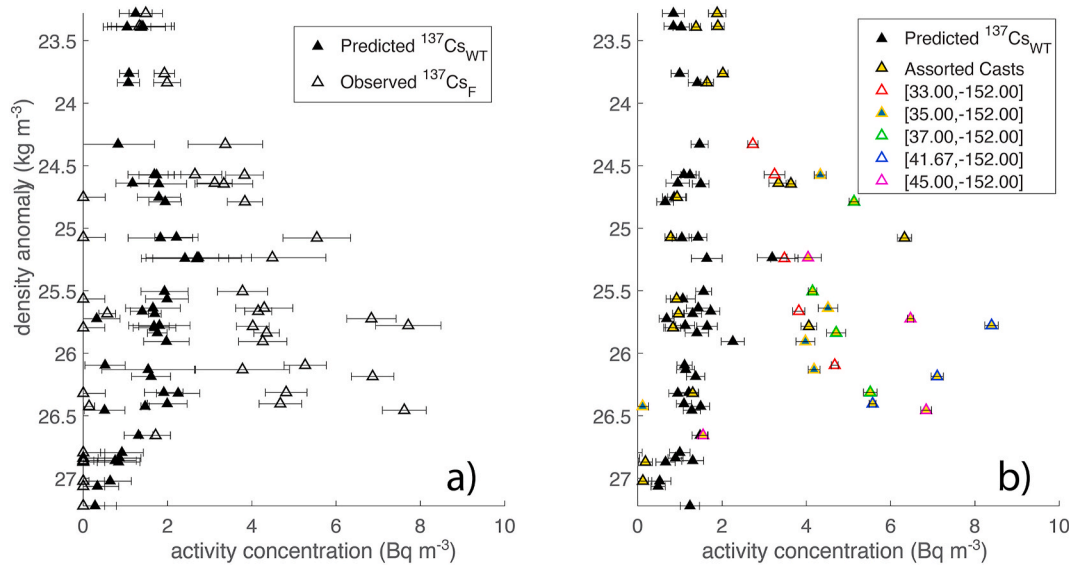 density anomaly (kg m-3)
23.5
24
24.5
25
25.5
26
26.5
27
0 2 4 6 8 10
activity concentration (Bq m-3)
Predicted 137CsWT
Observed 137CsF
a)
23.5
24
24.5
25
25.5
26
26.5
27
0 2 4 6 8 10
activity concentration (Bq m-3)
Predicted 137CsWT
Assorted Casts
[33.00,-152.00]
[35.00,-152.00]
[37.00,-152.00]
[41.67,-152.00]
[45.00,-152.00]
b)